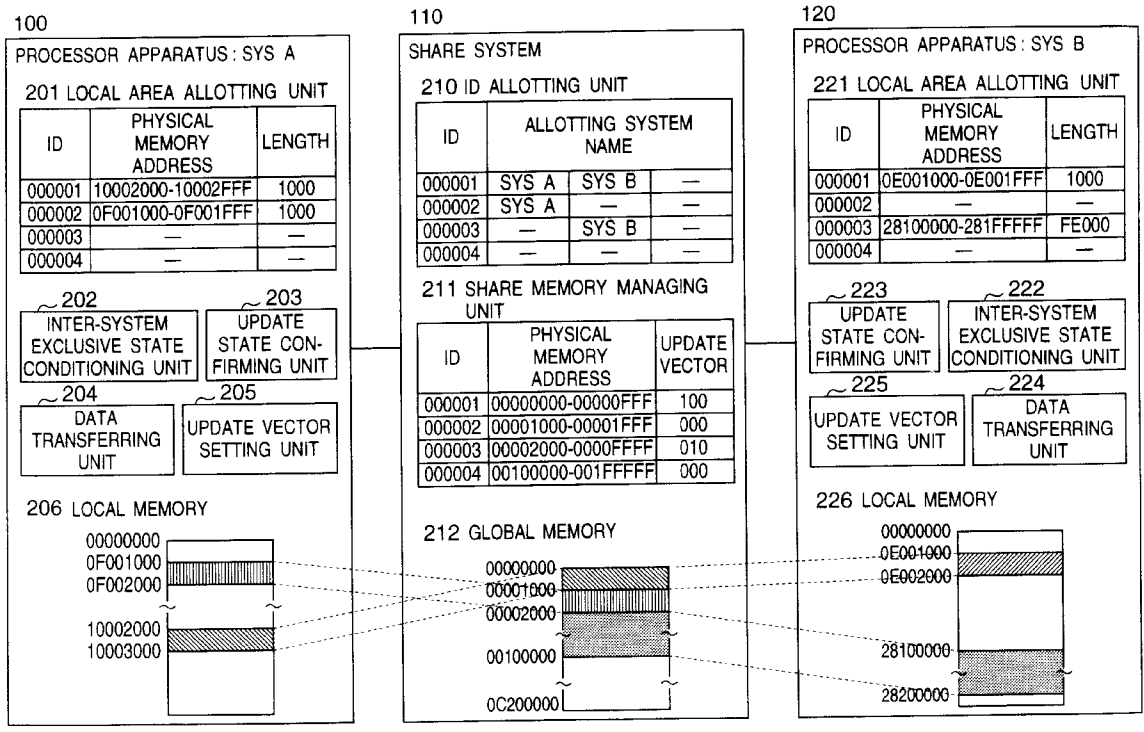 100
PROCESSOR APPARATUS : SYS A
201 LOCAL AREA ALLOTTING UNIT
ID PHYSICAL MEMORY ADDRESS LENGTH
000001 10002000-10002FFF 1000
000002 0F001000-0F001FFF 1000
000003 — —
000004 — —
202
INTER-SYSTEM
EXCLUSIVE STATE
CONDITIONING UNIT
203
UPDATE
STATE CON-
FIRMING UNIT
204
DATA
TRANSFERRING
UNIT
205
UPDATE VECTOR
SETTING UNIT
206 LOCAL MEMORY
00000000
0F001000
0F002000
10002000
10003000
110
SHARE SYSTEM
210 ID ALLOTTING UNIT
ID ALLOTTING SYSTEM NAME
000001 SYS A SYS B —
000002 SYS A — —
000003 — SYS B —
000004 — — —
211 SHARE MEMORY MANAGING
UNIT
ID PHYSICAL MEMORY ADDRESS UPDATE VECTOR
000001 00000000-00000FFF 100
000002 00001000-00001FFF 000
000003 00002000-0000FFFF 010
000004 00100000-001FFFFF 000
212 GLOBAL MEMORY
00000000
00001000
00002000
00100000
0C200000
120
PROCESSOR APPARATUS : SYS B
221 LOCAL AREA ALLOTTING UNIT
ID PHYSICAL MEMORY ADDRESS LENGTH
000001 0E001000-0E001FFF 1000
000002 — —
000003 28100000-281FFFFF FE000
000004 — —
223
UPDATE
STATE CON-
FIRMING UNIT
222
INTER-SYSTEM
EXCLUSIVE STATE
CONDITIONING UNIT
225
UPDATE VECTOR
SETTING UNIT
224
DATA
TRANSFERRING
UNIT
226 LOCAL MEMORY
00000000
0E001000
0E002000
28100000
28200000